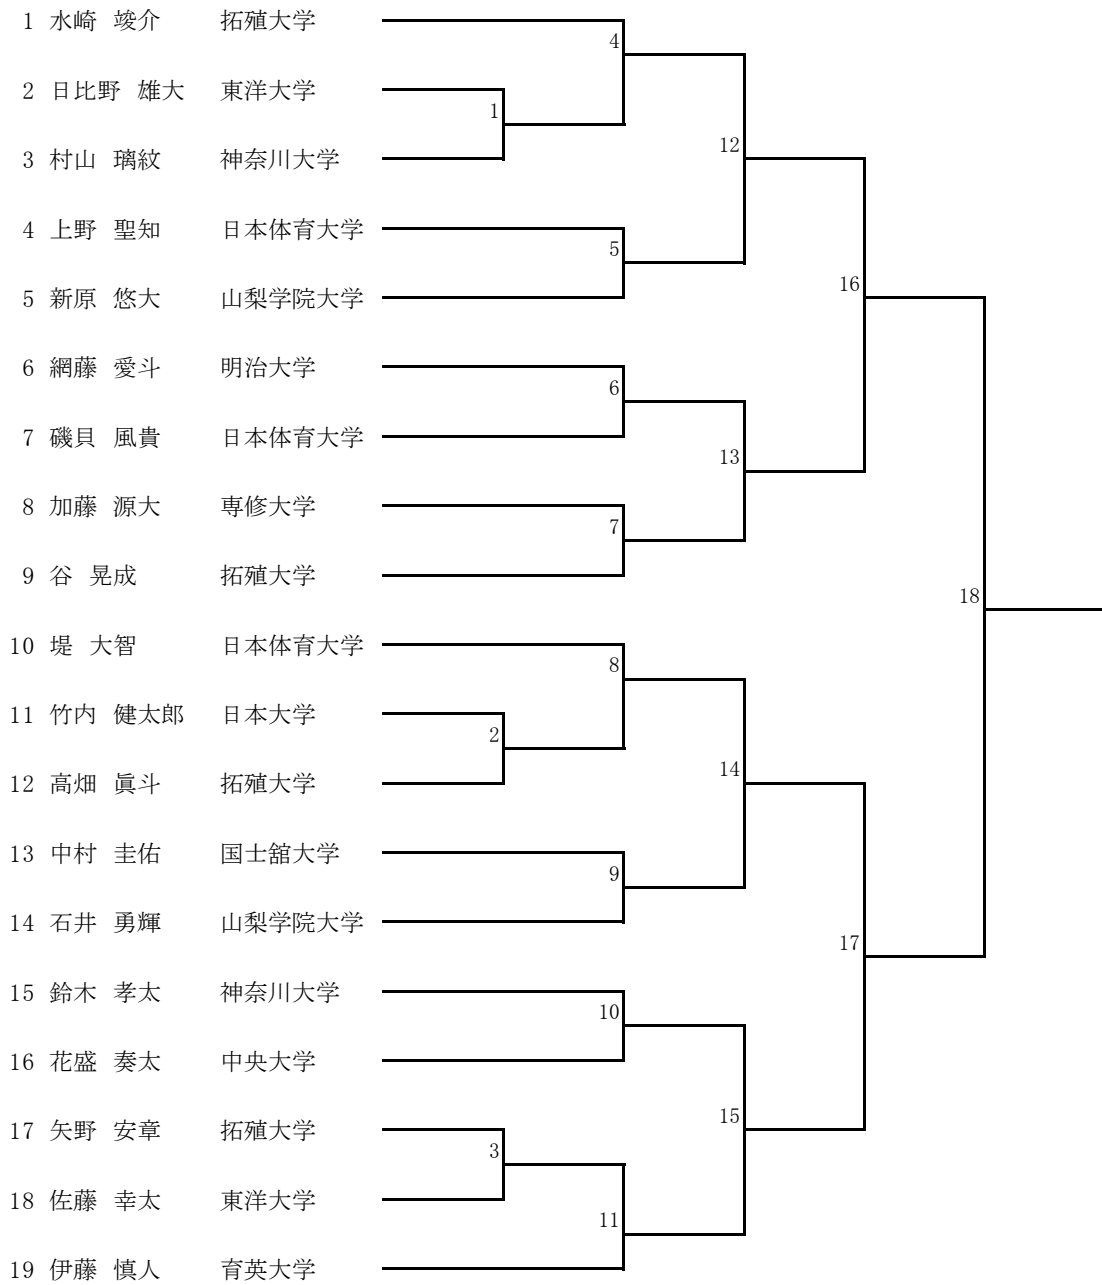 1 水崎 竣介 拓殖大学
4
2 日比野 雄大 東洋大学
1
12
3 村山 璃紋 神奈川大学
4 上野 聖知 日本体育大学
5
16
5 新原 悠大 山梨学院大学
6 網藤 愛斗 明治大学
6
7 磯貝 風貴 日本体育大学
13
8 加藤 源大 専修大学
7
9 谷 晃成 拓殖大学
18
10 堤 大智 日本体育大学
8
11 竹内 健太郎 日本大学
2
14
12 高畑 眞斗 拓殖大学
13 中村 圭佑 国士舘大学
9
14 石井 勇輝 山梨学院大学
17
15 鈴木 孝太 神奈川大学
10
16 花盛 奏太 中央大学
15
17 矢野 安章 拓殖大学
3
18 佐藤 幸太 東洋大学
11
19 伊藤 慎人 育英大学